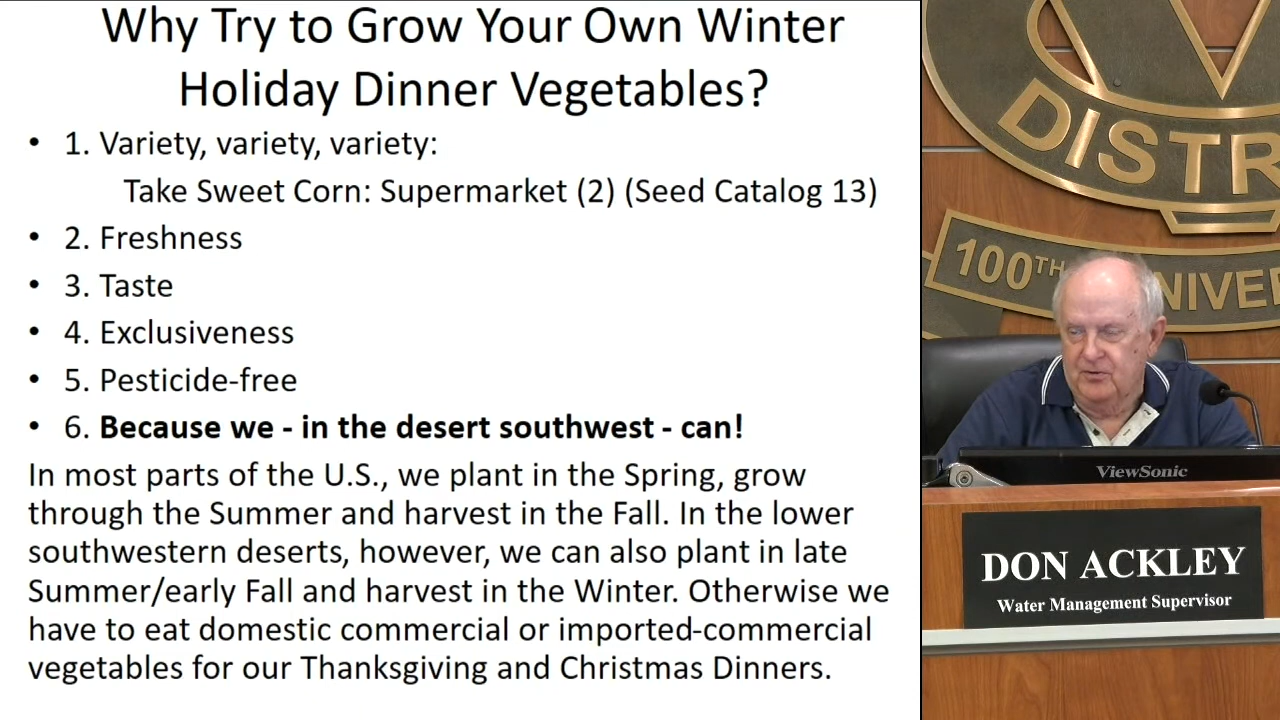 Why Try to Grow Your Own Winter
Holiday Dinner Vegetables?
• 1. Variety, variety, variety:
Take Sweet Corn: Supermarket (2) (Seed Catalog 13)
• 2. Freshness
• 3. Taste
• 4. Exclusiveness
• 5. Pesticide-free
• 6. Because we - in the desert southwest - can!
In most parts of the U.S., we plant in the Spring, grow
through the Summer and harvest in the Fall. In the lower
southwestern deserts, however, we can also plant in late
Summer/early Fall and harvest in the Winter. Otherwise we
have to eat domestic commercial or imported-commercial
vegetables for our Thanksgiving and Christmas Dinners.
DISTR
100TH
NIVER
ViewSonic
DON ACKLEY
Water Management Supervisor